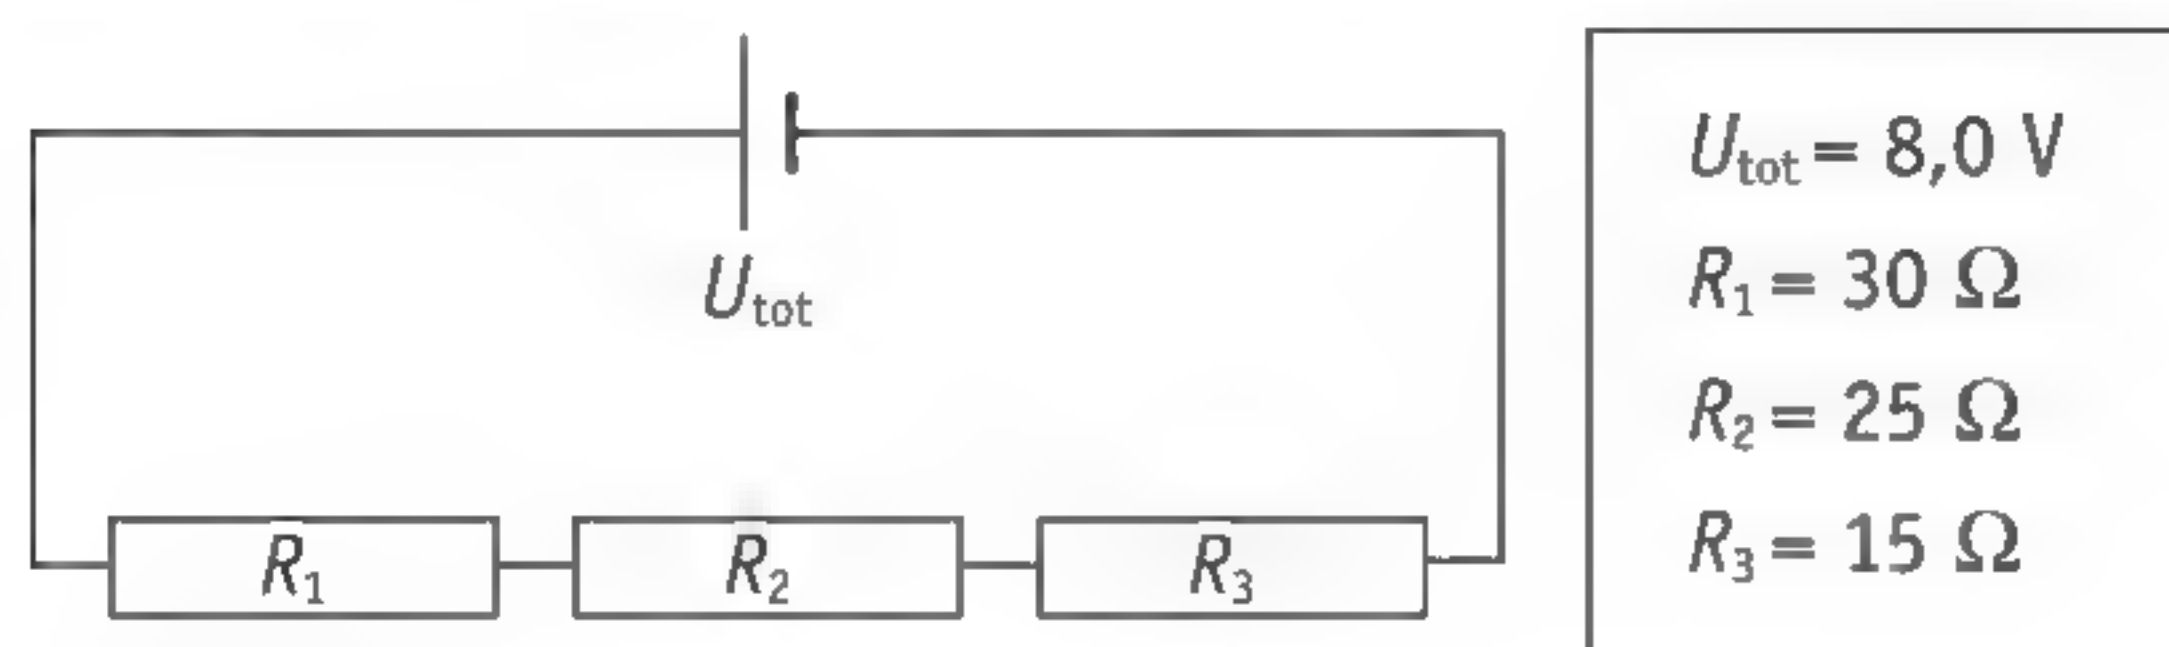 U_tot
R_1 R_2 R_3
U_tot = 8,0 V
R_1 = 30 Ω
R_2 = 25 Ω
R_3 = 15 Ω